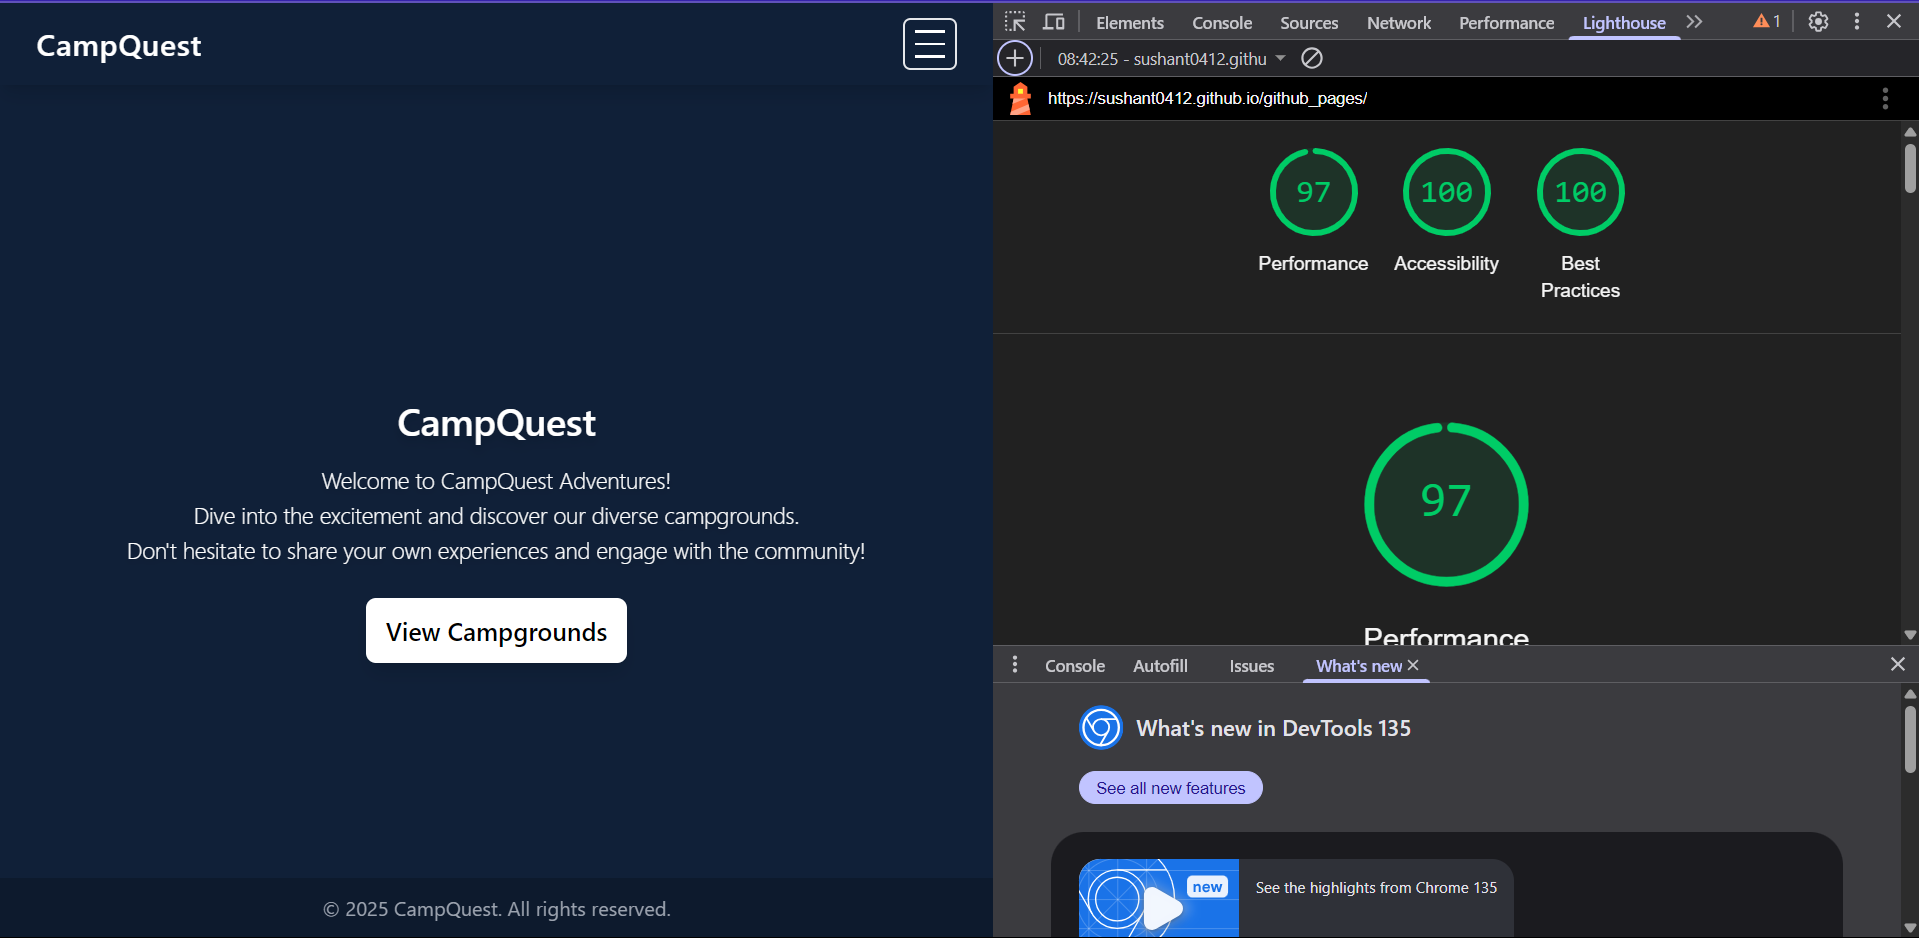 CampQuest
CampQuest
Welcome to CampQuest Adventures!
Dive into the excitement and discover our diverse campgrounds.
Don't hesitate to share your own experiences and engage with the community!
View Campgrounds
© 2025 CampQuest. All rights reserved.
Elements Console Sources Network Performance Lighthouse 1
08:42:25 - sushant0412.githu
https://sushant0412.github.io/github_pages/
97 100 100
Performance Accessibility Best
Practices
97
Performance
Console Autofill Issues What's new
What's new in DevTools 135
See all new features
new
See the highlights from Chrome 135